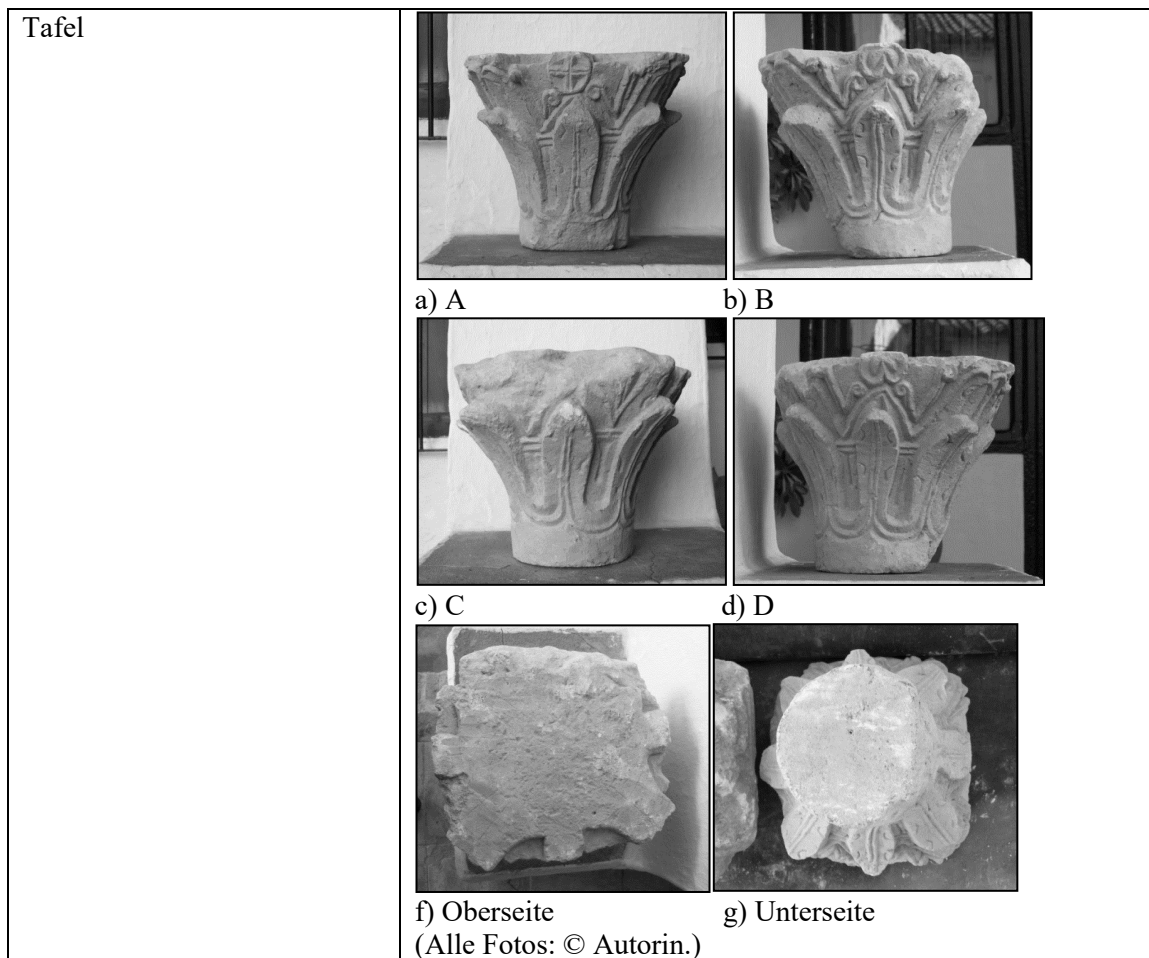 Tafel
a) A b) B
c) C d) D
f) Oberseite g) Unterseite
(Alle Fotos: © Autorin.)